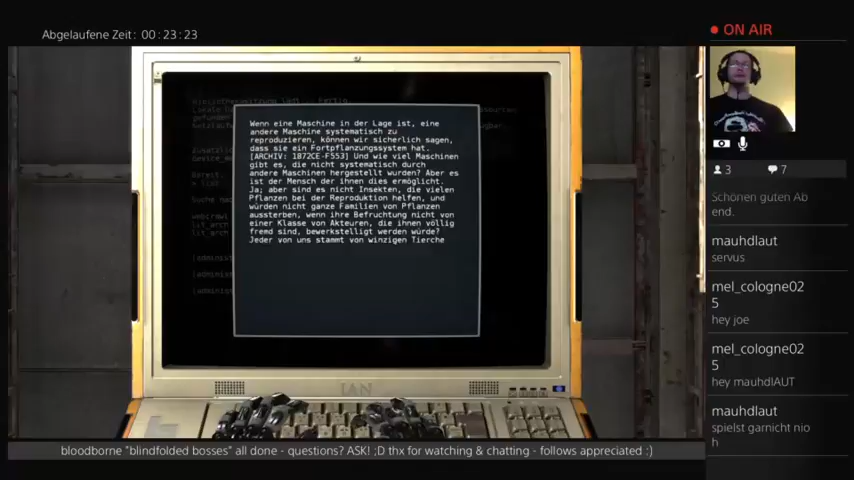 Abgelaufene Zeit: 00:23:23
ON AIR
Wenn eine Maschine in der Lage ist, eine
andere Maschine systematisch zu
reproduzieren, können wir sicherlich sagen,
dass sie ein Fortpflanzungssystem hat.
[ARCHIV: 1872CE-F553] Und wie viel Maschinen
gibt es, die nicht systematisch durch
andere Maschinen hergestellt wurden? Aber es
ist der Mensch der ihnen dies ermöglicht.
Ja; aber sind es nicht Insekten, die vielen
Pflanzen bei der Reproduktion helfen, und
würden nicht ganze Familien von Pflanzen
aussterben, wenn ihre Befruchtung nicht von
einer Klasse von Akteuren, die ihnen völlig
fremd sind, bewerkstelligt werden würde?
Jeder von uns stammt von winzigen Tierche
IAN
3
7
Schönen guten Ab
end.
mauhdlaut
servus
mel_cologne02
5
hey joe
mel_cologne02
5
hey mauhdlAUT
mauhdlaut
spielst garnicht nio
h
bloodborne "blindfolded bosses" all done - questions? ASK! ;D thx for watching & chatting - follows appreciated :)